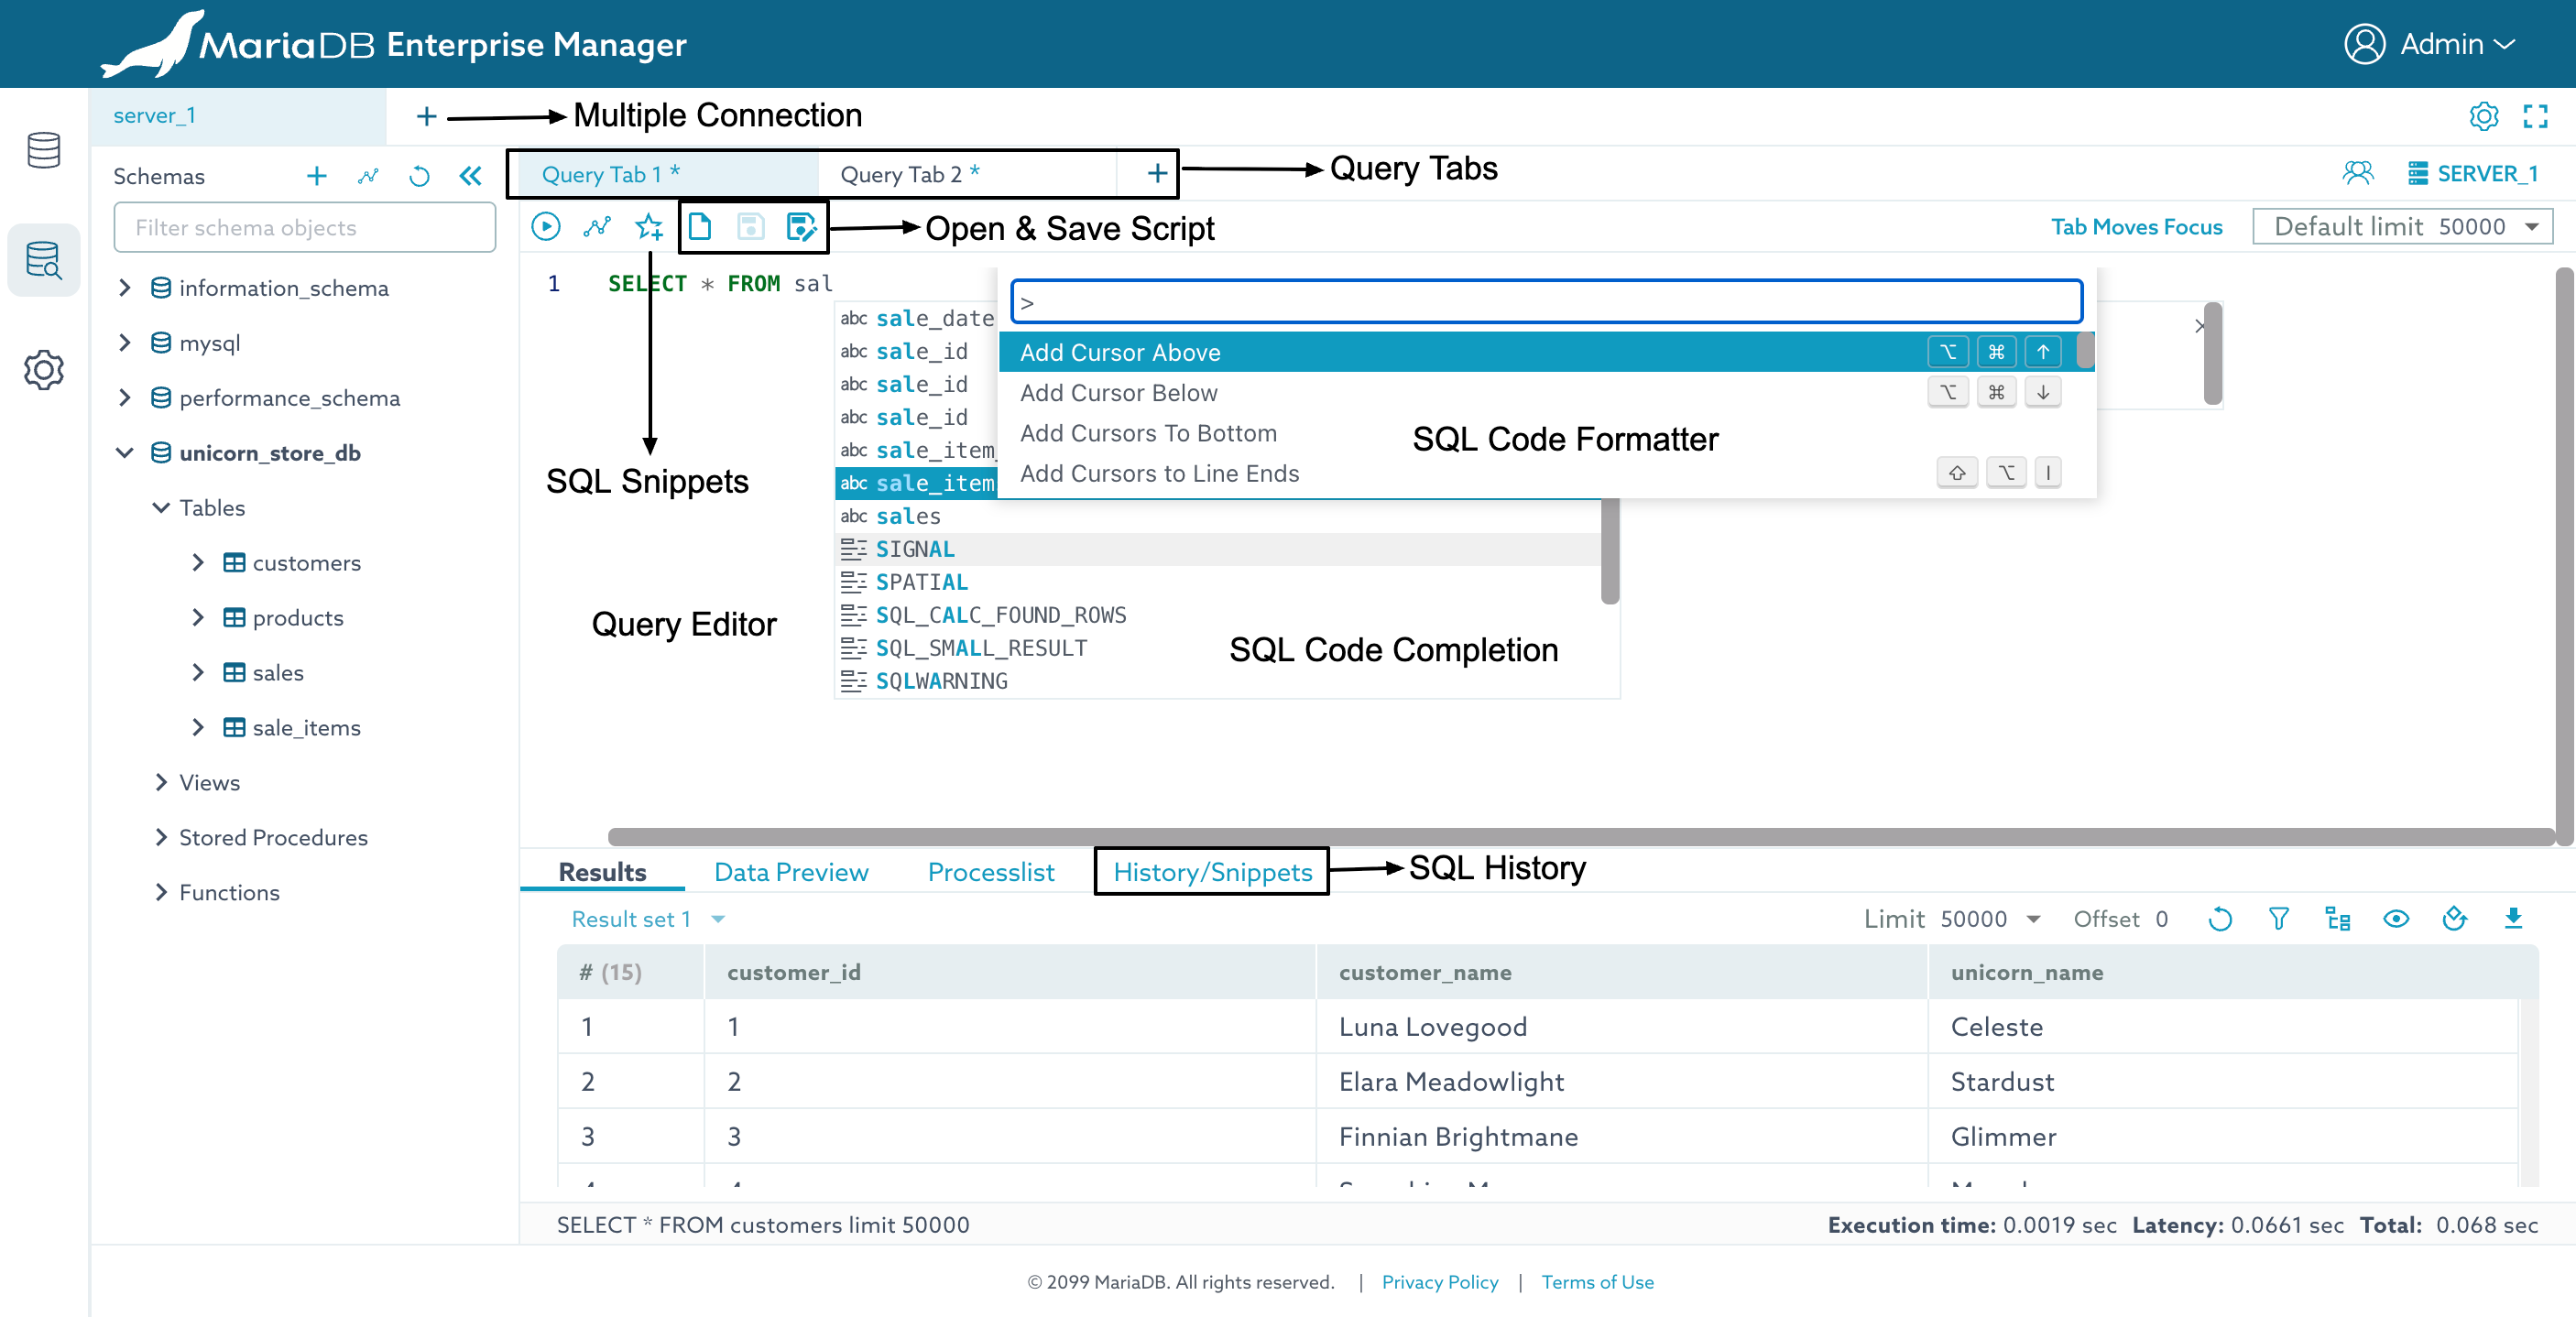 MariaDB Enterprise Manager
Admin
server_1
+ Multiple Connection
Schemas
Query Tab 1 *
Query Tab 2 *
+
Query Tabs
SERVER_1
Filter schema objects
Open & Save Script
Tab Moves Focus
Default limit 50000
information_schema
mysql
performance_schema
unicorn_store_db
Tables
customers
products
sales
sale_items
Views
Stored Procedures
Functions
1 SELECT * FROM sal
>
Add Cursor Above ⌥ ⌘ ↑
Add Cursor Below ⌥ ⌘ ↓
Add Cursors To Bottom
Add Cursors to Line Ends ⇧ ⌥ I
SQL Code Formatter
SQL Snippets
Query Editor
abc sale_date
abc sale_id
abc sale_id
abc sale_id
abc sale_item_
abc sale_item
abc sales
SIGNAL
SPATIAL
SQL_CALC_FOUND_ROWS
SQL_SMALL_RESULT
SQLWARNING
SQL Code Completion
Results
Data Preview
Processlist
History/Snippets
SQL History
Result set 1
Limit 50000
Offset 0
# (15) customer_id customer_name unicorn_name
1 1 Luna Lovegood Celeste
2 2 Elara Meadowlight Stardust
3 3 Finnian Brightmane Glimmer
SELECT * FROM customers limit 50000
Execution time: 0.0019 sec Latency: 0.0661 sec Total: 0.068 sec
© 2099 MariaDB. All rights reserved. | Privacy Policy | Terms of Use